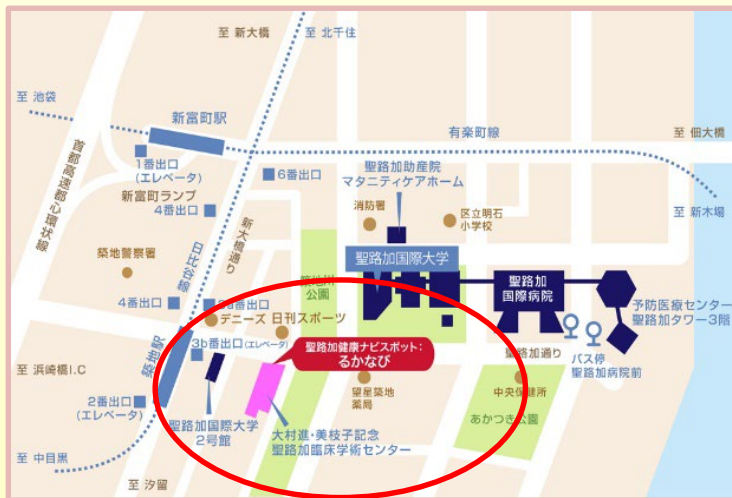 至 新大橋
至 北千住
至 池袋
新富町駅
有楽町線
至 佃大橋
首都高速都心環状線
1番出口
(エレベータ)
6番出口
聖路加助産院
マタニティケアホーム
新富町ランプ
4番出口
新大橋通り
消防署
区立明石
小学校
至 新木場
築地警察署
日比谷線
聖路加国際大学
築地川
公園
聖路加
国際病院
予防医療センター
聖路加タワー3階
4番出口
3a番出口
デニーズ
日刊スポーツ
築地駅
3b番出口
(エレベータ)
聖路加健康ナビスポット:
るかなび
聖路加通り
バス停
聖路加病院前
至 浜崎橋I.C
2番出口
(エレベータ)
聖路加国際大学
2号館
望星築地
薬局
中央保健所
あかつき公園
大村進・美枝子記念
聖路加臨床学術センター
至 中目黒
至 汐留